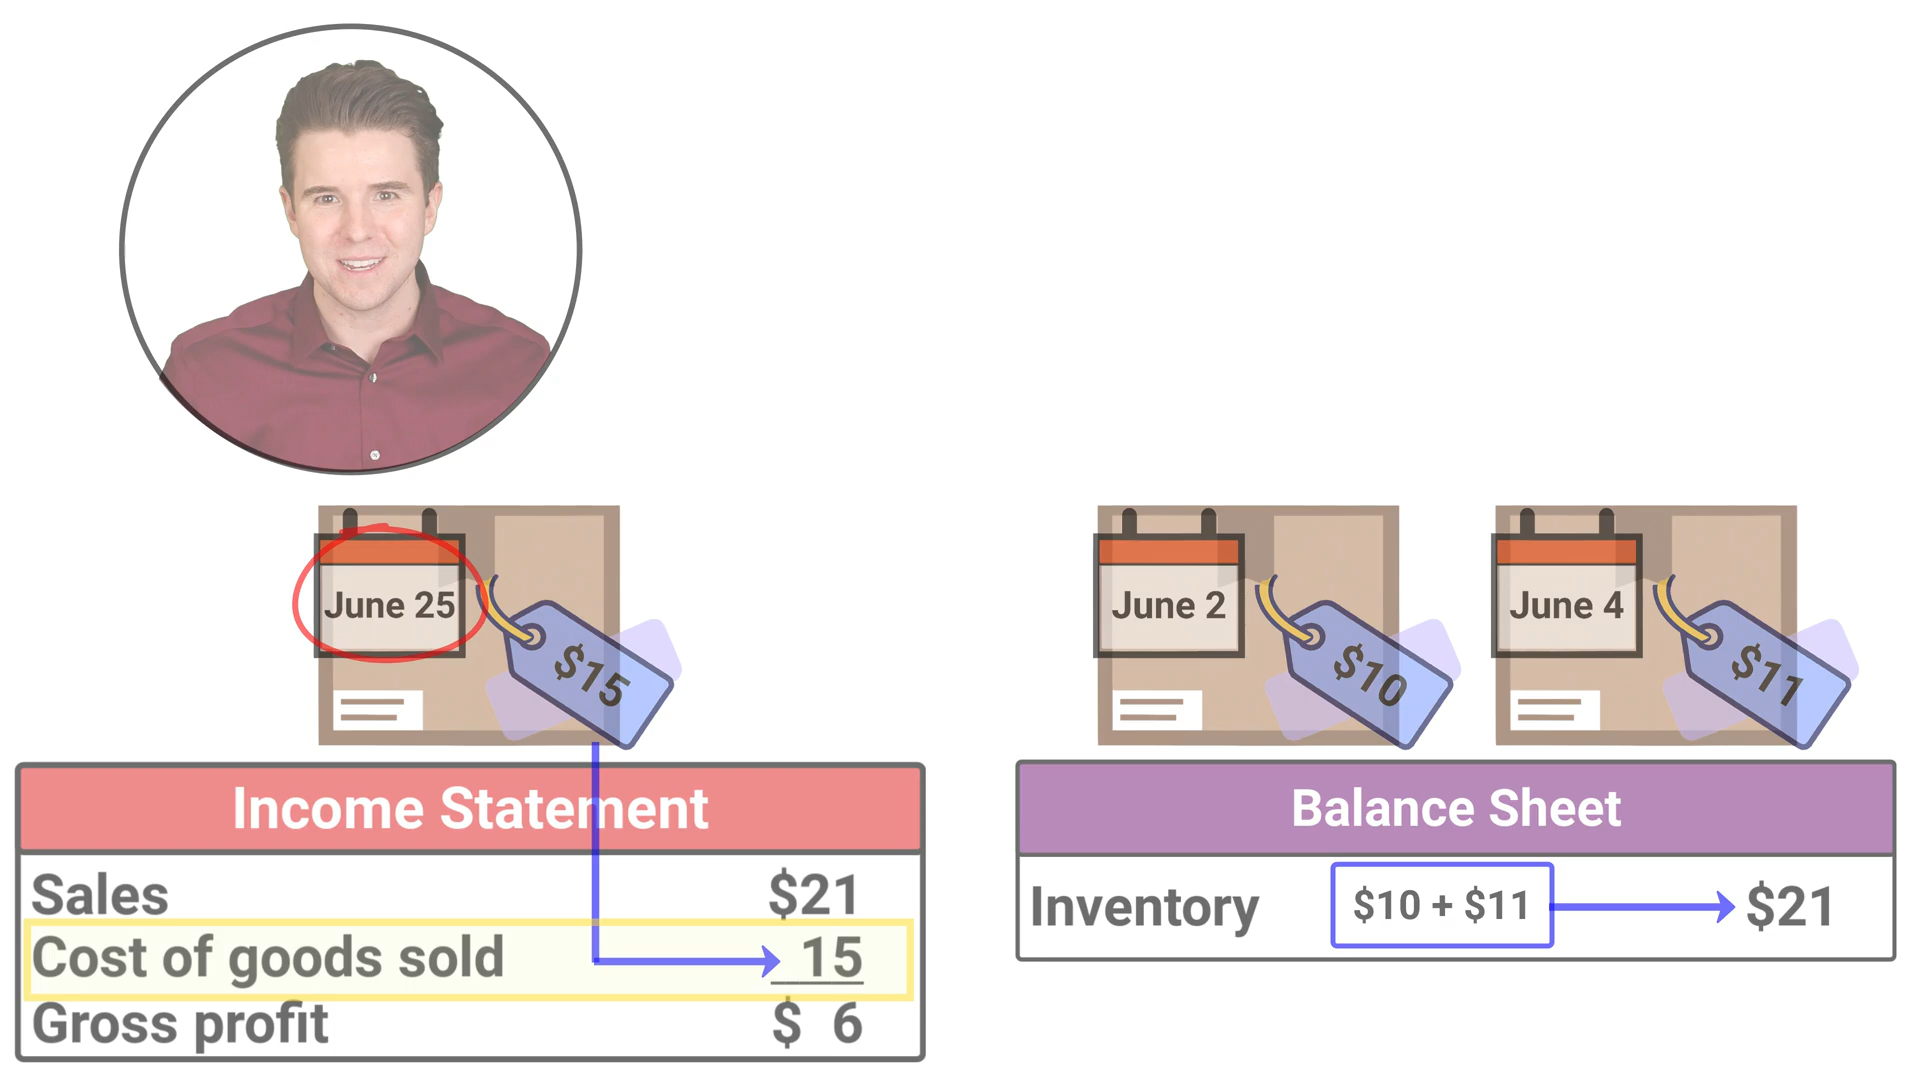 June 25
$15
June 2
$10
June 4
$11
Income Statement
Sales $21
Cost of goods sold 15
Gross profit $ 6
Balance Sheet
Inventory $10 + $11 $21